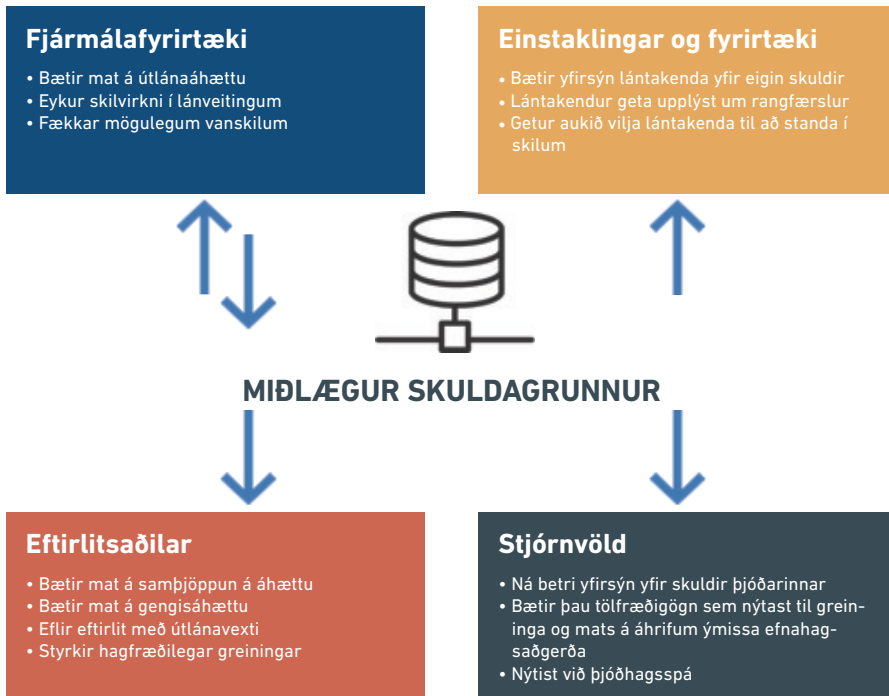 Fjármálafyrirtæki
• Bætir mat á útlánaáhættu
• Eykur skilvirkni í lánveitingum
• Fækkar mögulegum vanskilum
Einstaklingar og fyrirtæki
• Bætir yfirsýn lántakenda yfir eigin skuldir
• Lántakendur geta upplýst um rangfærslur
• Getur aukið vilja lántakenda til að standa í
skilum
MIÐLÆGUR SKULDAGRUNNUR
Eftirlitsaðilar
• Bætir mat á samþjöppun á áhættu
• Bætir mat á gengisáhættu
• Eflir eftirlit með útlánavexti
• Styrkir hagfræðilegar greiningar
Stjórnvöld
• Ná betri yfirsýn yfir skuldir þjóðarinnar
• Bætir þau tölfræðigögn sem nýtast til grein-
inga og mats á áhrifum ýmissa efnahag-
saðgerða
• Nýtist við þjóðhagsspá